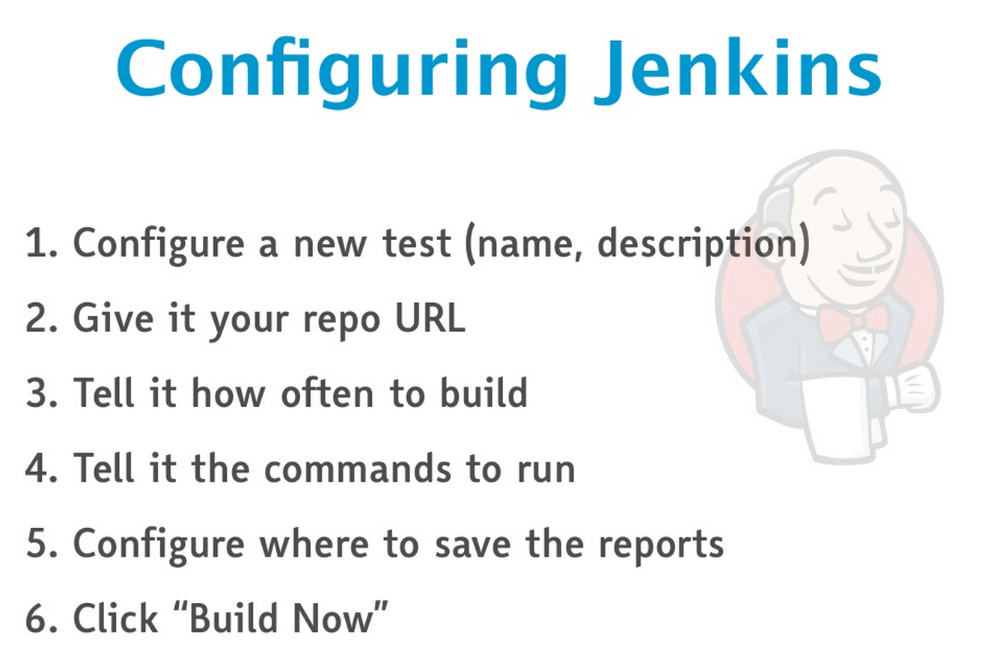 Configuring Jenkins
1. Configure a new test (name, description)
2. Give it your repo URL
3. Tell it how often to build
4. Tell it the commands to run
5. Configure where to save the reports
6. Click “Build Now”